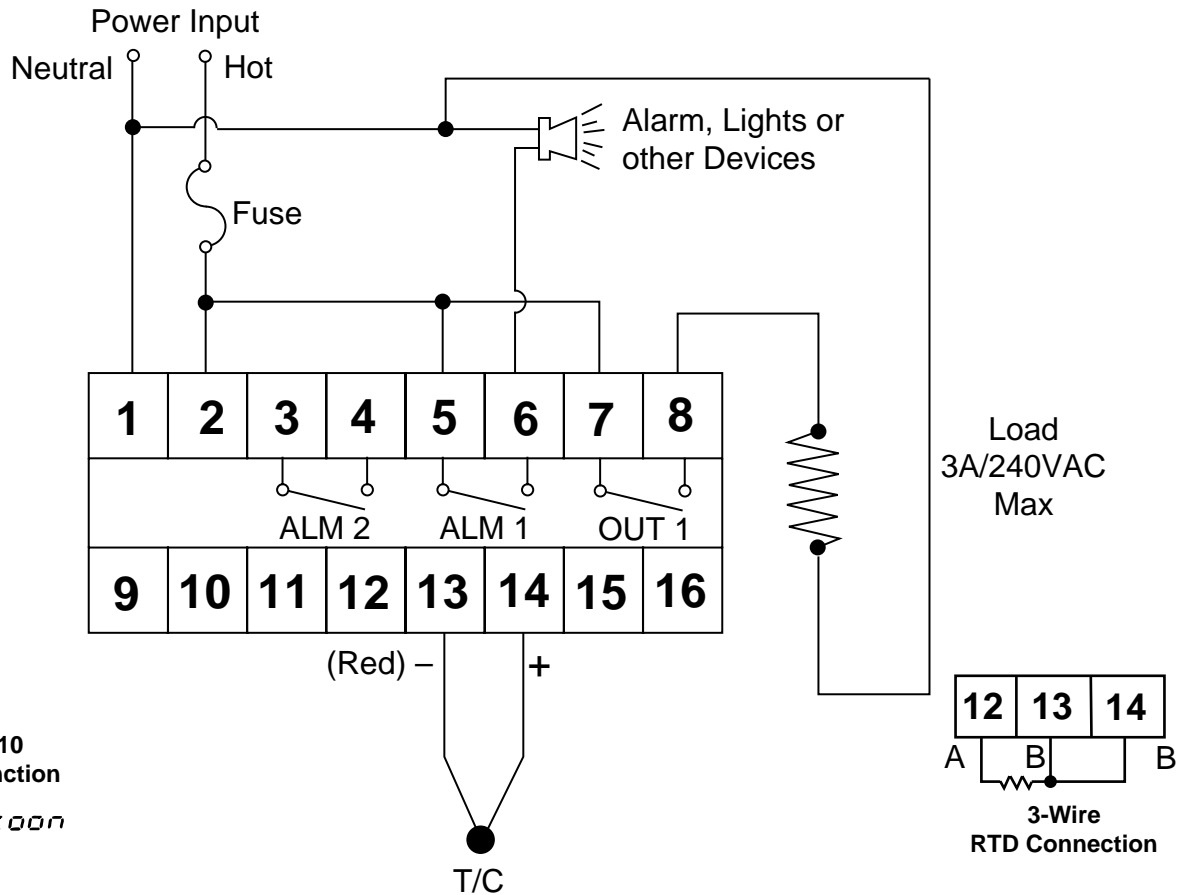 Power Input
Neutral
Hot
Alarm, Lights or
other Devices
Fuse
1 2 3 4 5 6 7 8
Load
3A/240VAC
Max
ALM 2 ALM 1 OUT 1
9 10 11 12 13 14 15 16
(Red) – +
12 13 14
A B B
3-Wire
RTD Connection
10
T/C